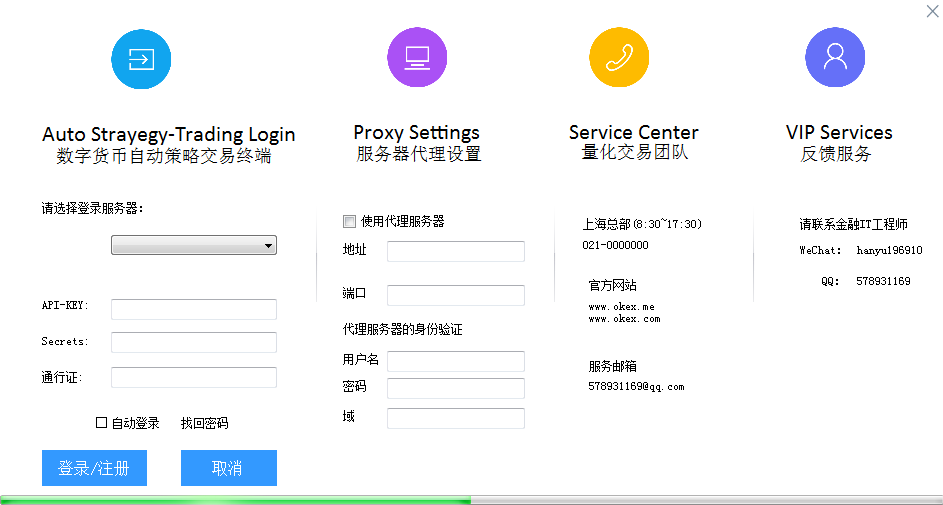 Auto Strayegy-Trading Login
数字货币自动策略交易终端
请选择登录服务器:
API-KEY:
Secrets:
通行证:
自动登录
找回密码
登录/注册
取消
Proxy Settings
服务器代理设置
使用代理服务器
地址
端口
代理服务器的身份验证
用户名
密码
域
Service Center
量化交易团队
上海总部(8:30~17:30)
021-0000000
官方网站
www.okex.me
www.okex.com
服务邮箱
578931169@qq.com
VIP Services
反馈服务
请联系金融IT工程师
WeChat: hanyu196910
QQ: 578931169